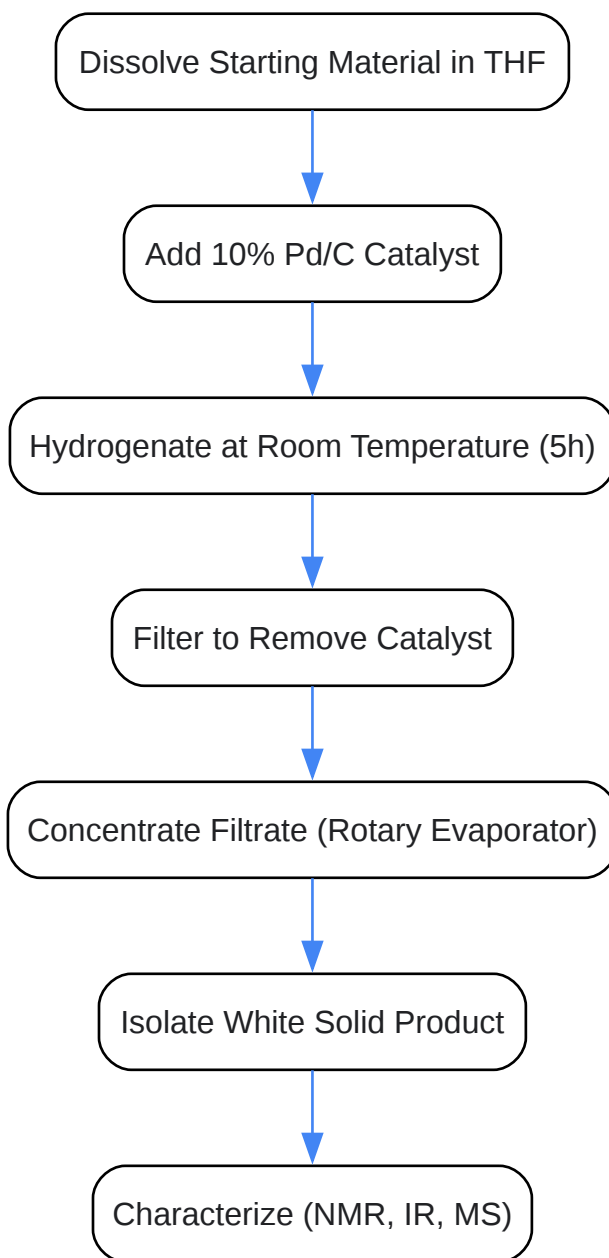 Dissolve Starting Material in THF
Add 10% Pd/C Catalyst
Hydrogenate at Room Temperature (5h)
Filter to Remove Catalyst
Concentrate Filtrate (Rotary Evaporator)
Isolate White Solid Product
Characterize (NMR, IR, MS)